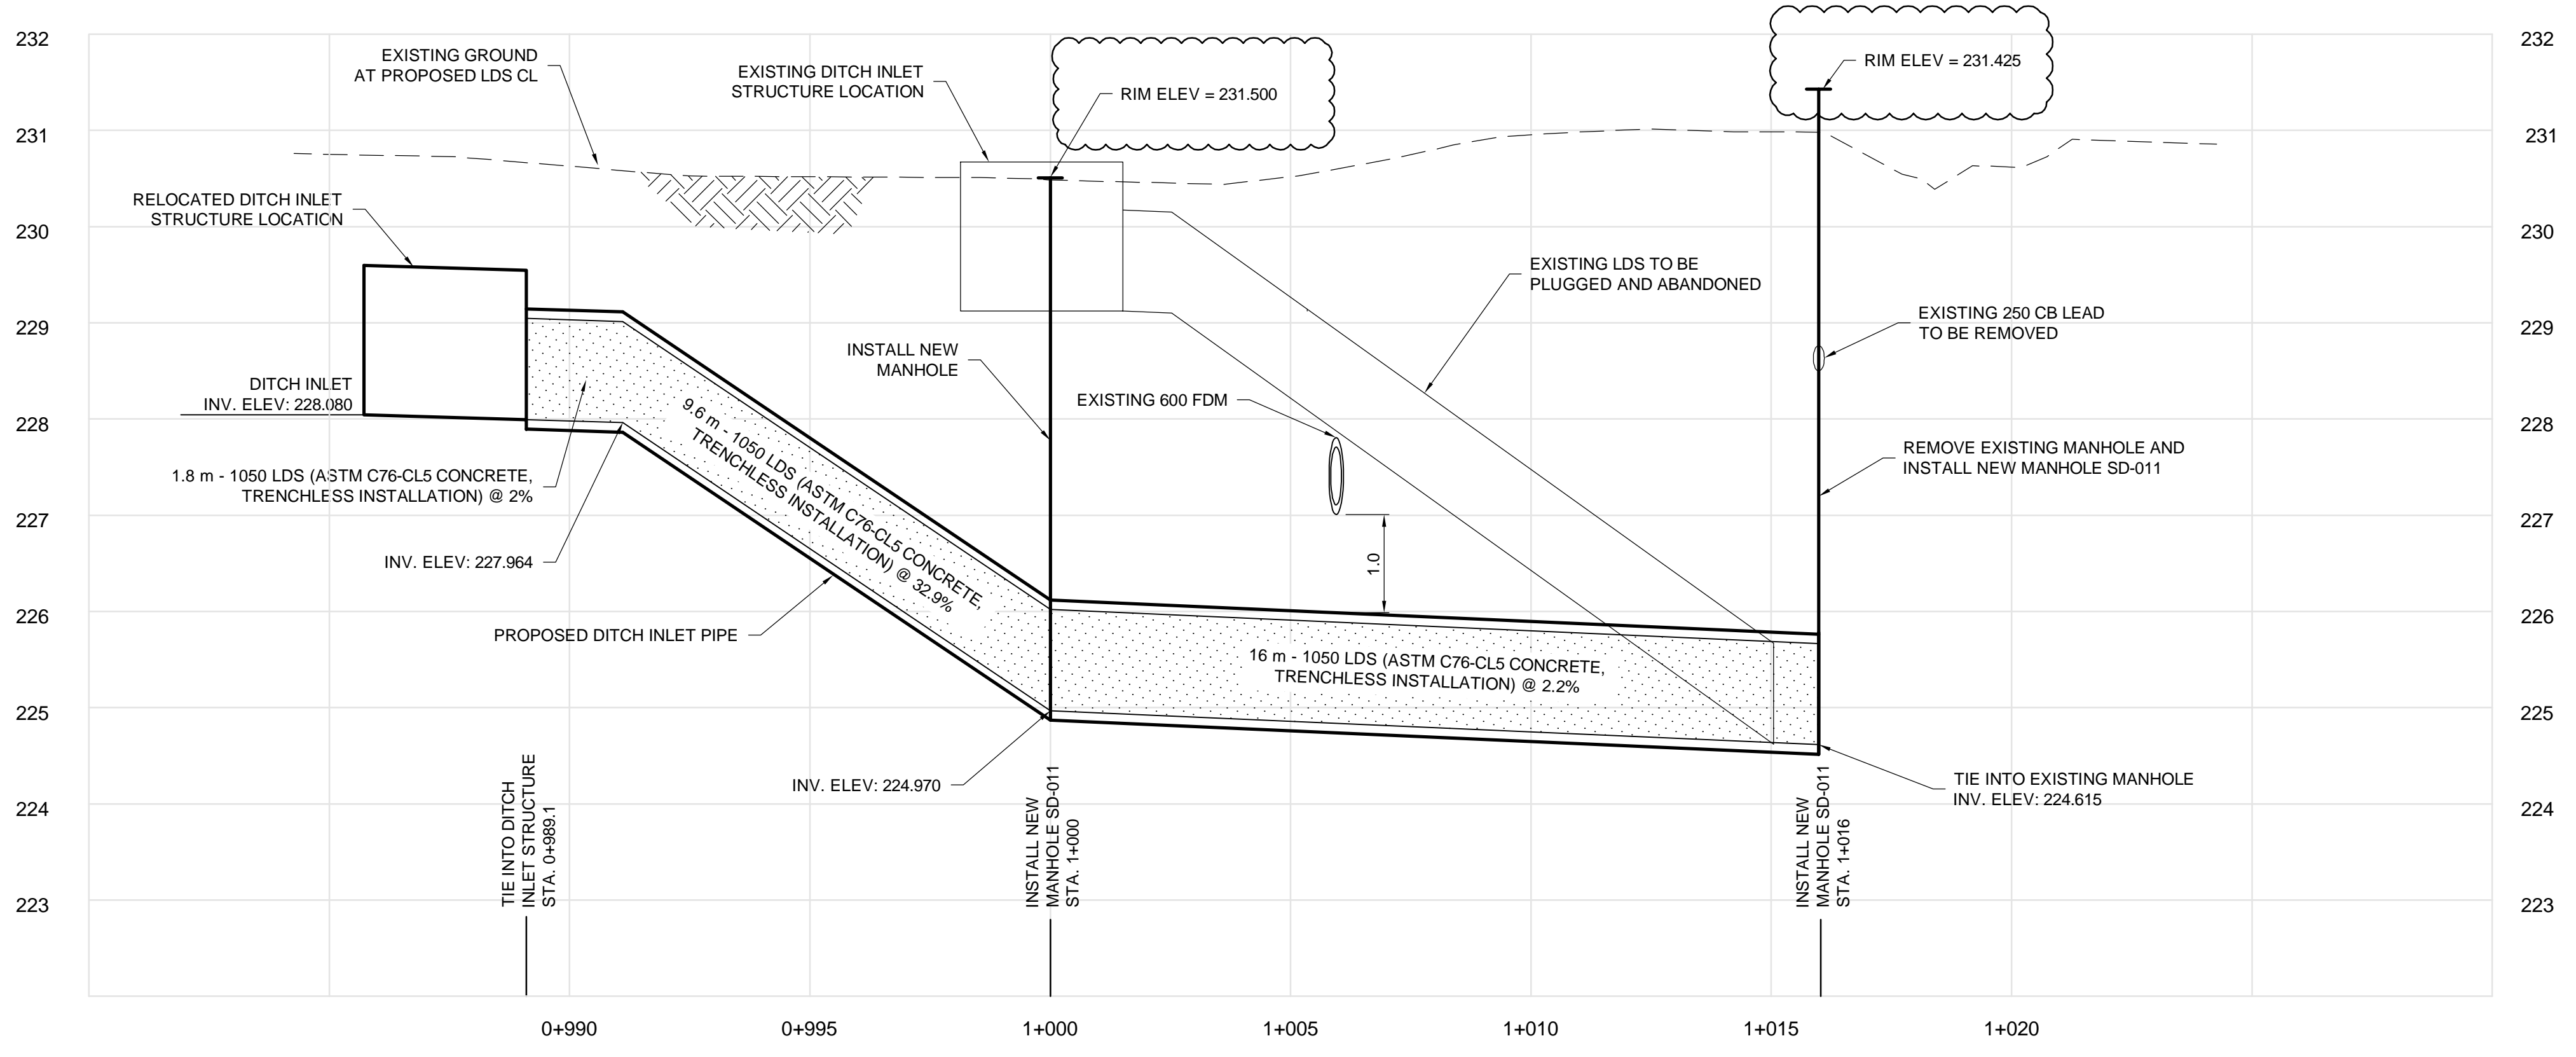 232
231
230
229
228
227
226
225
224
223
EXISTING GROUND
AT PROPOSED LDS CL
EXISTING DITCH INLET
STRUCTURE LOCATION
RIM ELEV = 231.500
RIM ELEV = 231.425
RELOCATED DITCH INLET
STRUCTURE LOCATION
EXISTING LDS TO BE
PLUGGED AND ABANDONED
EXISTING 250 CB LEAD
TO BE REMOVED
INSTALL NEW
MANHOLE
DITCH INLET
INV. ELEV: 228.080
EXISTING 600 FDM
REMOVE EXISTING MANHOLE AND
INSTALL NEW MANHOLE SD-011
1.8 m - 1050 LDS (ASTM C76-CL5 CONCRETE,
TRENCHLESS INSTALLATION) @ 2%
9.6 m - 1050 LDS (ASTM C76-CL5 CONCRETE,
TRENCHLESS INSTALLATION) @ 32.9%
INV. ELEV: 227.964
1.0
PROPOSED DITCH INLET PIPE
16 m - 1050 LDS (ASTM C76-CL5 CONCRETE,
TRENCHLESS INSTALLATION) @ 2.2%
INV. ELEV: 224.970
TIE INTO EXISTING MANHOLE
INV. ELEV: 224.615
TIE INTO DITCH
INLET STRUCTURE
STA. 0+989.1
INSTALL NEW
MANHOLE SD-011
STA. 1+000
INSTALL NEW
MANHOLE SD-011
STA. 1+016
232
231
230
229
228
227
226
225
224
223
0+990
0+995
1+000
1+005
1+010
1+015
1+020